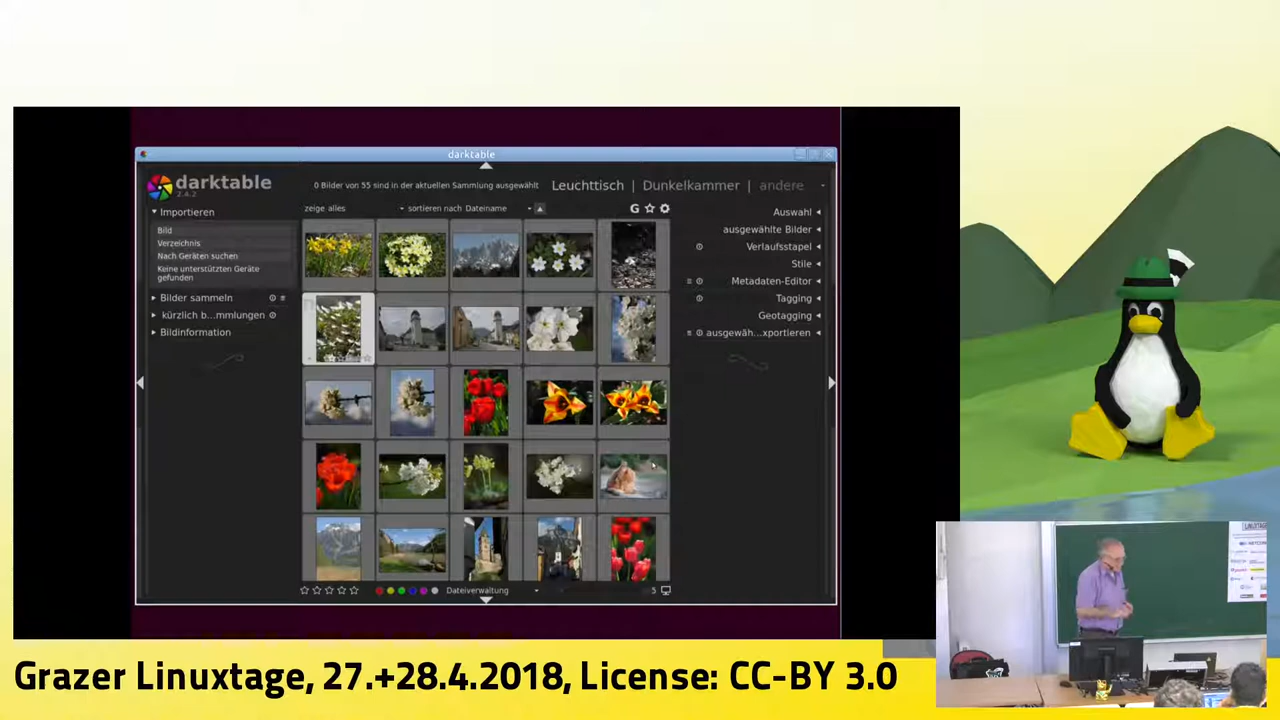 darktable
darktable
2.4.2
0 Bilder von 55 sind in der aktuellen Sammlung ausgewählt
Leuchttisch | Dunkelkammer | andere
zeige alles
sortieren nach Dateiname
G
Importieren
Bild
Verzeichnis
Nach Geräten suchen
Keine unterstützten Geräte
gefunden
Bilder sammeln
kürzlich b...mmlungen
Bildinformation
Auswahl
ausgewählte Bilder
Verlaufsstapel
Stile
Metadaten-Editor
Tagging
Geotagging
ausgewäh...xportieren
Dateiverwaltung
5
LINUXTAGE
Grazer Linuxtage, 27.+28.4.2018, License: CC-BY 3.0